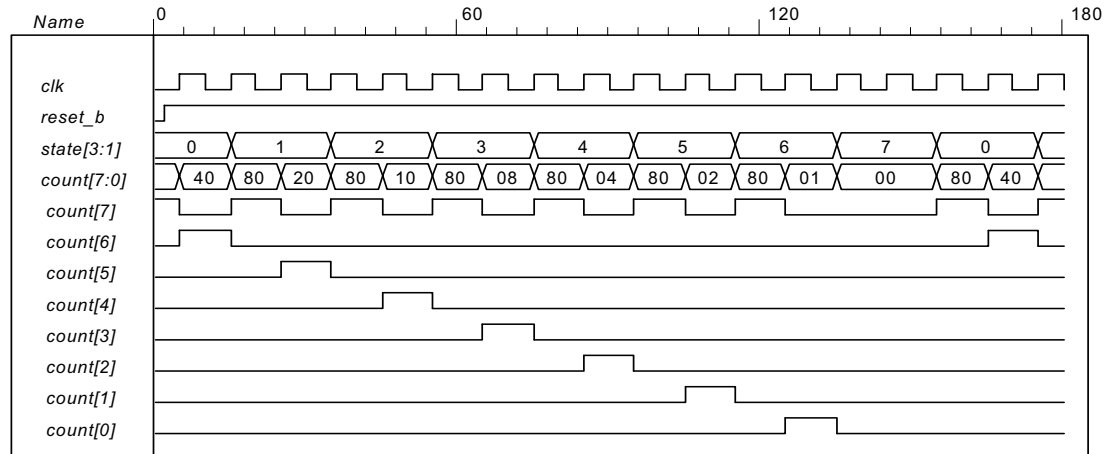 Name 0 60 120 180
clk
reset_b
state[3:1] 0 1 2 3 4 5 6 7 0
count[7:0] 40 80 20 80 10 80 08 80 04 80 02 80 01 00 80 40
count[7]
count[6]
count[5]
count[4]
count[3]
count[2]
count[1]
count[0]